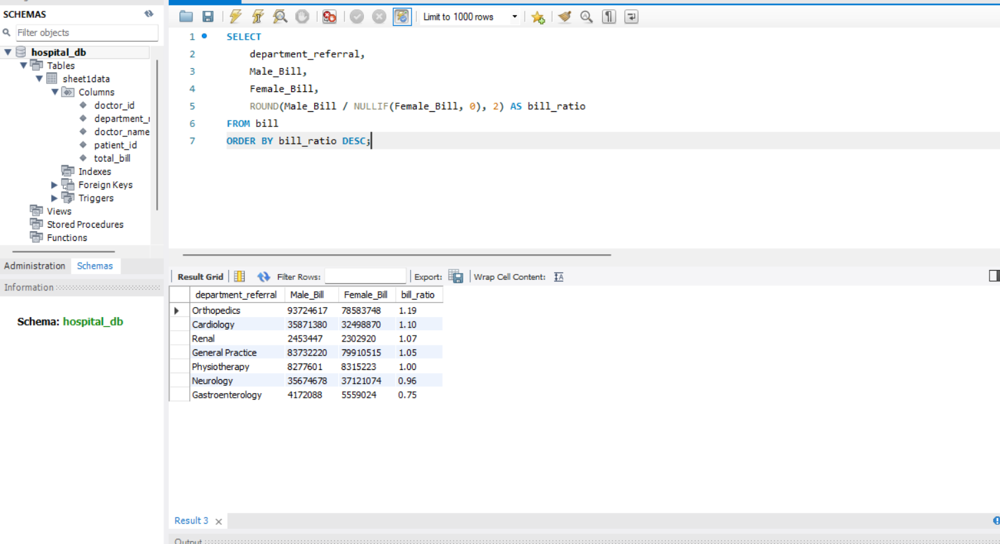 SCHEMAS
Filter objects
hospital_db
Tables
sheet1data
Columns
doctor_id
department_r
doctor_name
patient_id
total_bill
Indexes
Foreign Keys
Triggers
Views
Stored Procedures
Functions
Administration Schemas
Information
Schema: hospital_db
Limit to 1000 rows
1 SELECT
2 department_referral,
3 Male_Bill,
4 Female_Bill,
5 ROUND(Male_Bill / NULLIF(Female_Bill, 0), 2) AS bill_ratio
6 FROM bill
7 ORDER BY bill_ratio DESC;
Result Grid Filter Rows: Export: Wrap Cell Content:
department_referral Male_Bill Female_Bill bill_ratio
Orthopedics 93724617 78583748 1.19
Cardiology 35871380 32498870 1.10
Renal 2453447 2302920 1.07
General Practice 83732220 79910515 1.05
Physiotherapy 8277601 8315223 1.00
Neurology 35674678 37121074 0.96
Gastroenterology 4172088 5559024 0.75
Result 3
Output